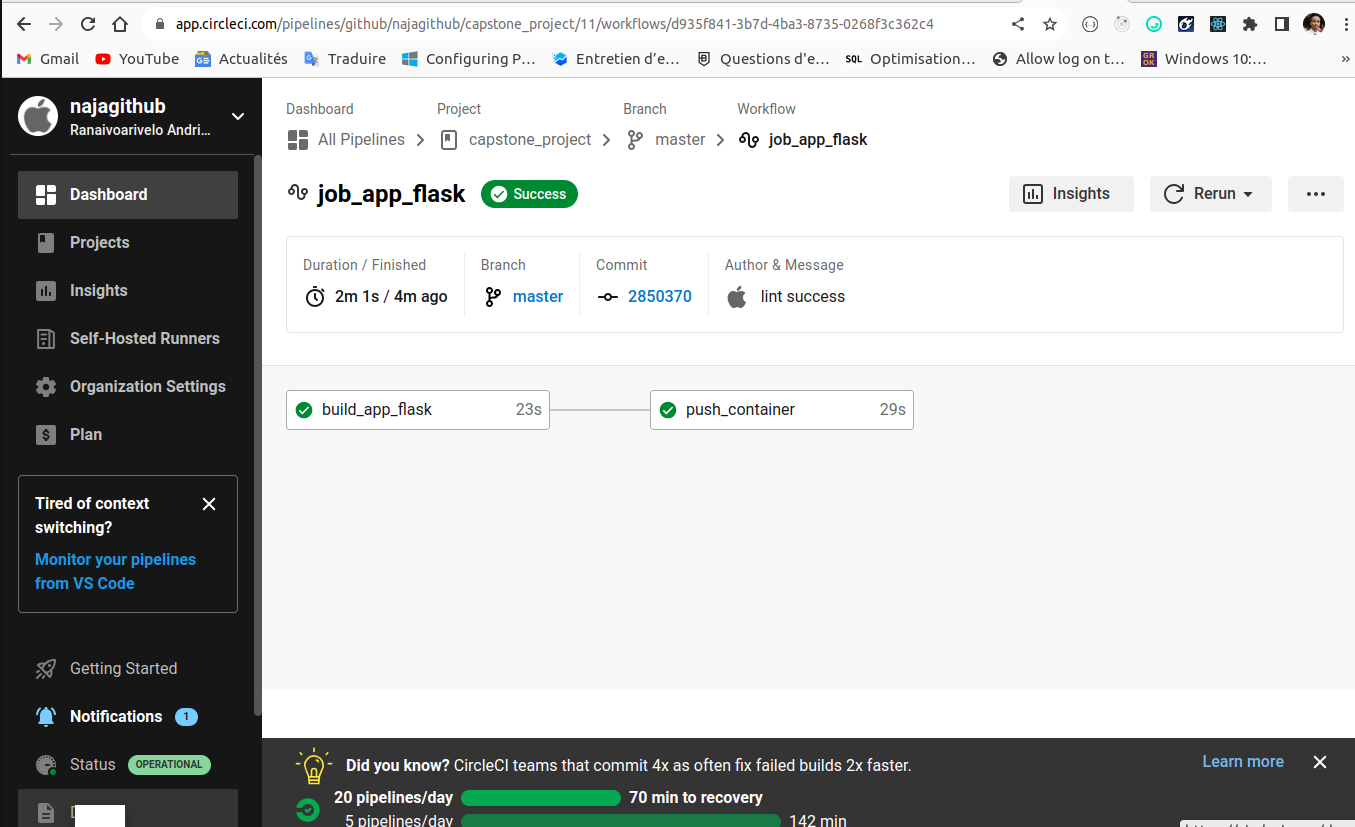 app.circleci.com/pipelines/github/najagithub/capstone_project/11/workflows/d935f841-3b7d-4ba3-8735-0268f3c362c4
Gmail YouTube Actualités Traduire Configuring P... Entretien d'e... Questions d'e... SQL Optimisation... Allow log on t... GROK Windows 10:... »
najagithub
Ranaivoarivelo Andri...
Dashboard
Projects
Insights
Self-Hosted Runners
Organization Settings
Plan
Tired of context
switching?
Monitor your pipelines
from VS Code
Getting Started
Notifications 1
Status OPERATIONAL
Dashboard Project Branch Workflow
All Pipelines capstone_project master job_app_flask
job_app_flask Success Insights Rerun
Duration / Finished Branch Commit Author & Message
2m 1s / 4m ago master 2850370 lint success
build_app_flask 23s push_container 29s
Did you know? CircleCI teams that commit 4x as often fix failed builds 2x faster. Learn more
20 pipelines/day 70 min to recovery
5 pipelines/day 142 min